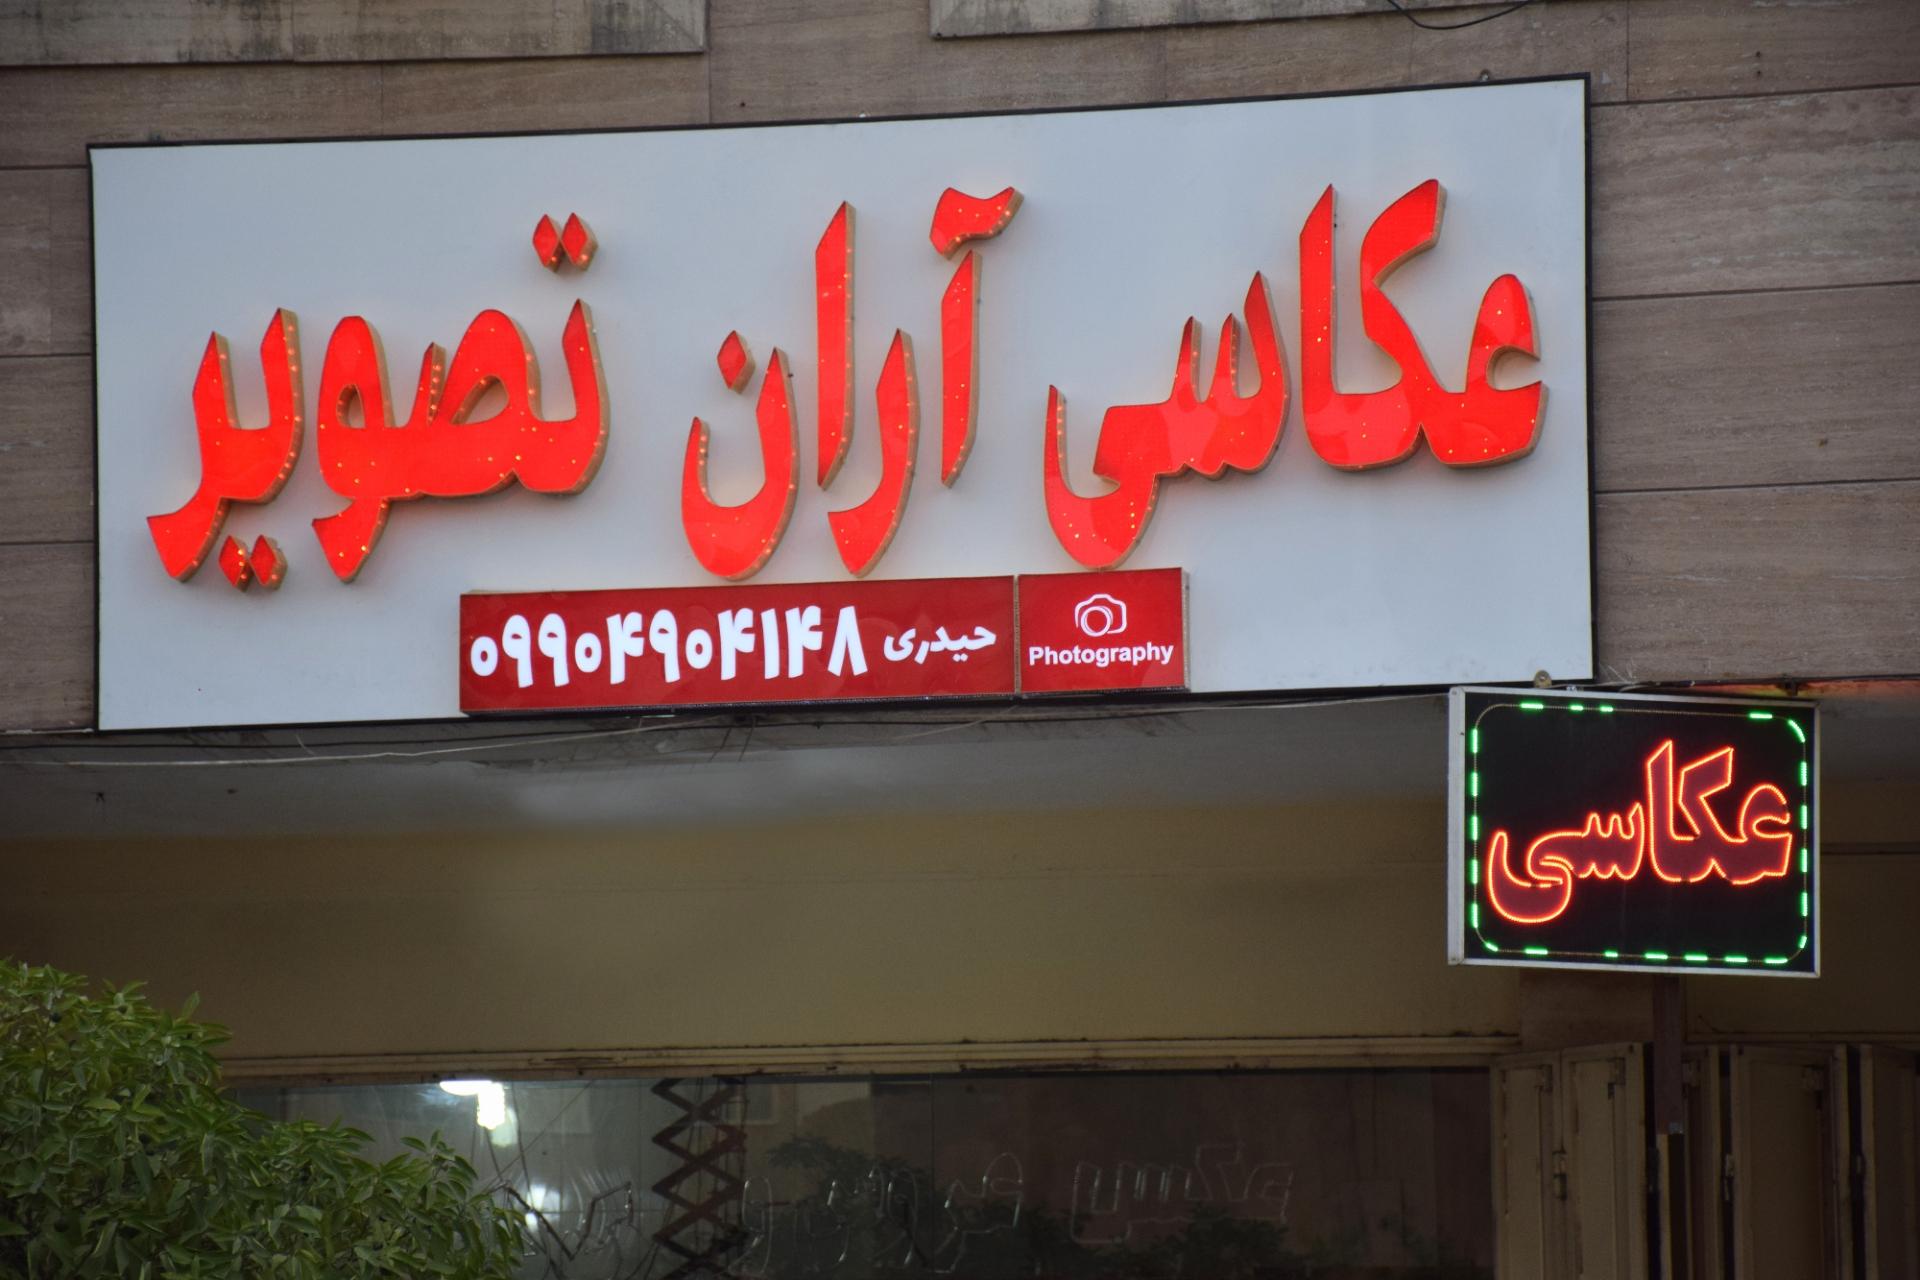 عکاسی آران تصویر
Photography
حیدری ۰۹۹۰۴۹۰۴۱۴۸
عکاسی